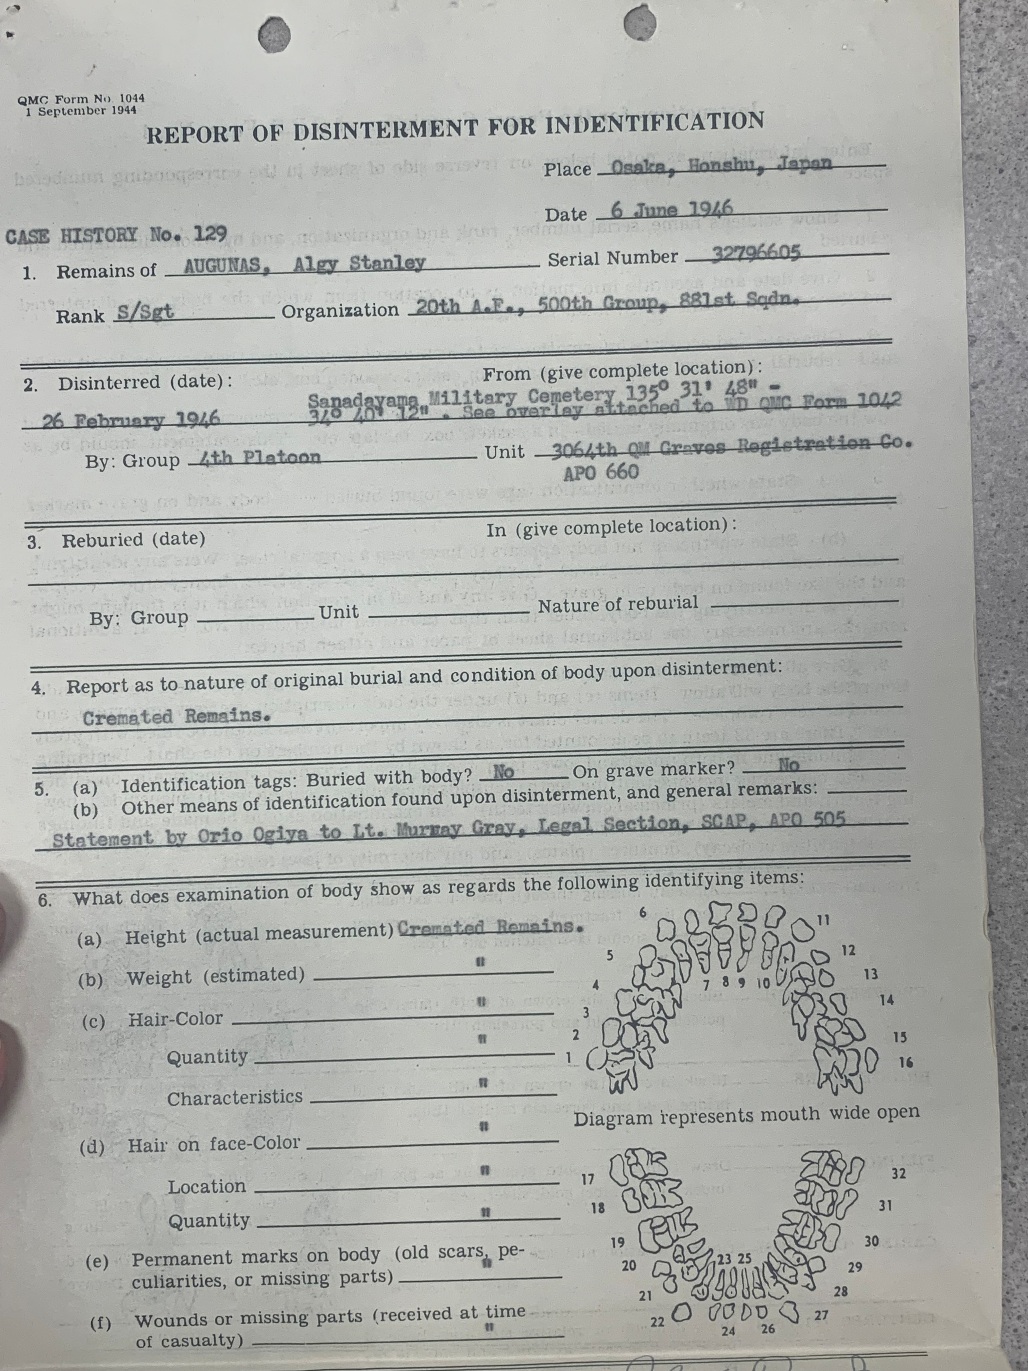 QMC Form No 1044
1 September 1944
REPORT OF DISINTERMENT FOR INDENTIFICATION
Place Osaka, Honshu, Japan
Date 6 June 1946
CASE HISTORY No. 129
1. Remains of AUGUNAS, Algy Stanley Serial Number 32796605
Rank S/Sgt Organization 20th A.F., 500th Group, 881st Sqdn.
2. Disinterred (date): From (give complete location):
Sanadayama Military Cemetery 135° 31' 48" -
26 February 1946 34° 40' 12" . See overlay attached to WD QMC Form 1042
By: Group 4th Platoon Unit 3064th QM Graves Registration Co.
APO 660
3. Reburied (date) In (give complete location):
By: Group Unit Nature of reburial
4. Report as to nature of original burial and condition of body upon disinterment:
Cremated Remains.
5. (a) Identification tags: Buried with body? No On grave marker? No
(b) Other means of identification found upon disinterment, and general remarks:
Statement by Orio Ogiya to Lt. Murray Gray, Legal Section, SCAP, APO 505
6. What does examination of body show as regards the following identifying items:
(a) Height (actual measurement) Cremated Remains.
(b) Weight (estimated) "
(c) Hair-Color "
Quantity "
Characteristics "
(d) Hair on face-Color "
Location "
Quantity "
(e) Permanent marks on body (old scars, pe-
culiarities, or missing parts) "
(f) Wounds or missing parts (received at time
of casualty) "
6 11
5 12
4 7 8 9 10 13
3 14
2 15
1 16
Diagram represents mouth wide open
17 32
18 31
19 30
20 23 25 29
21 28
22 24 26 27